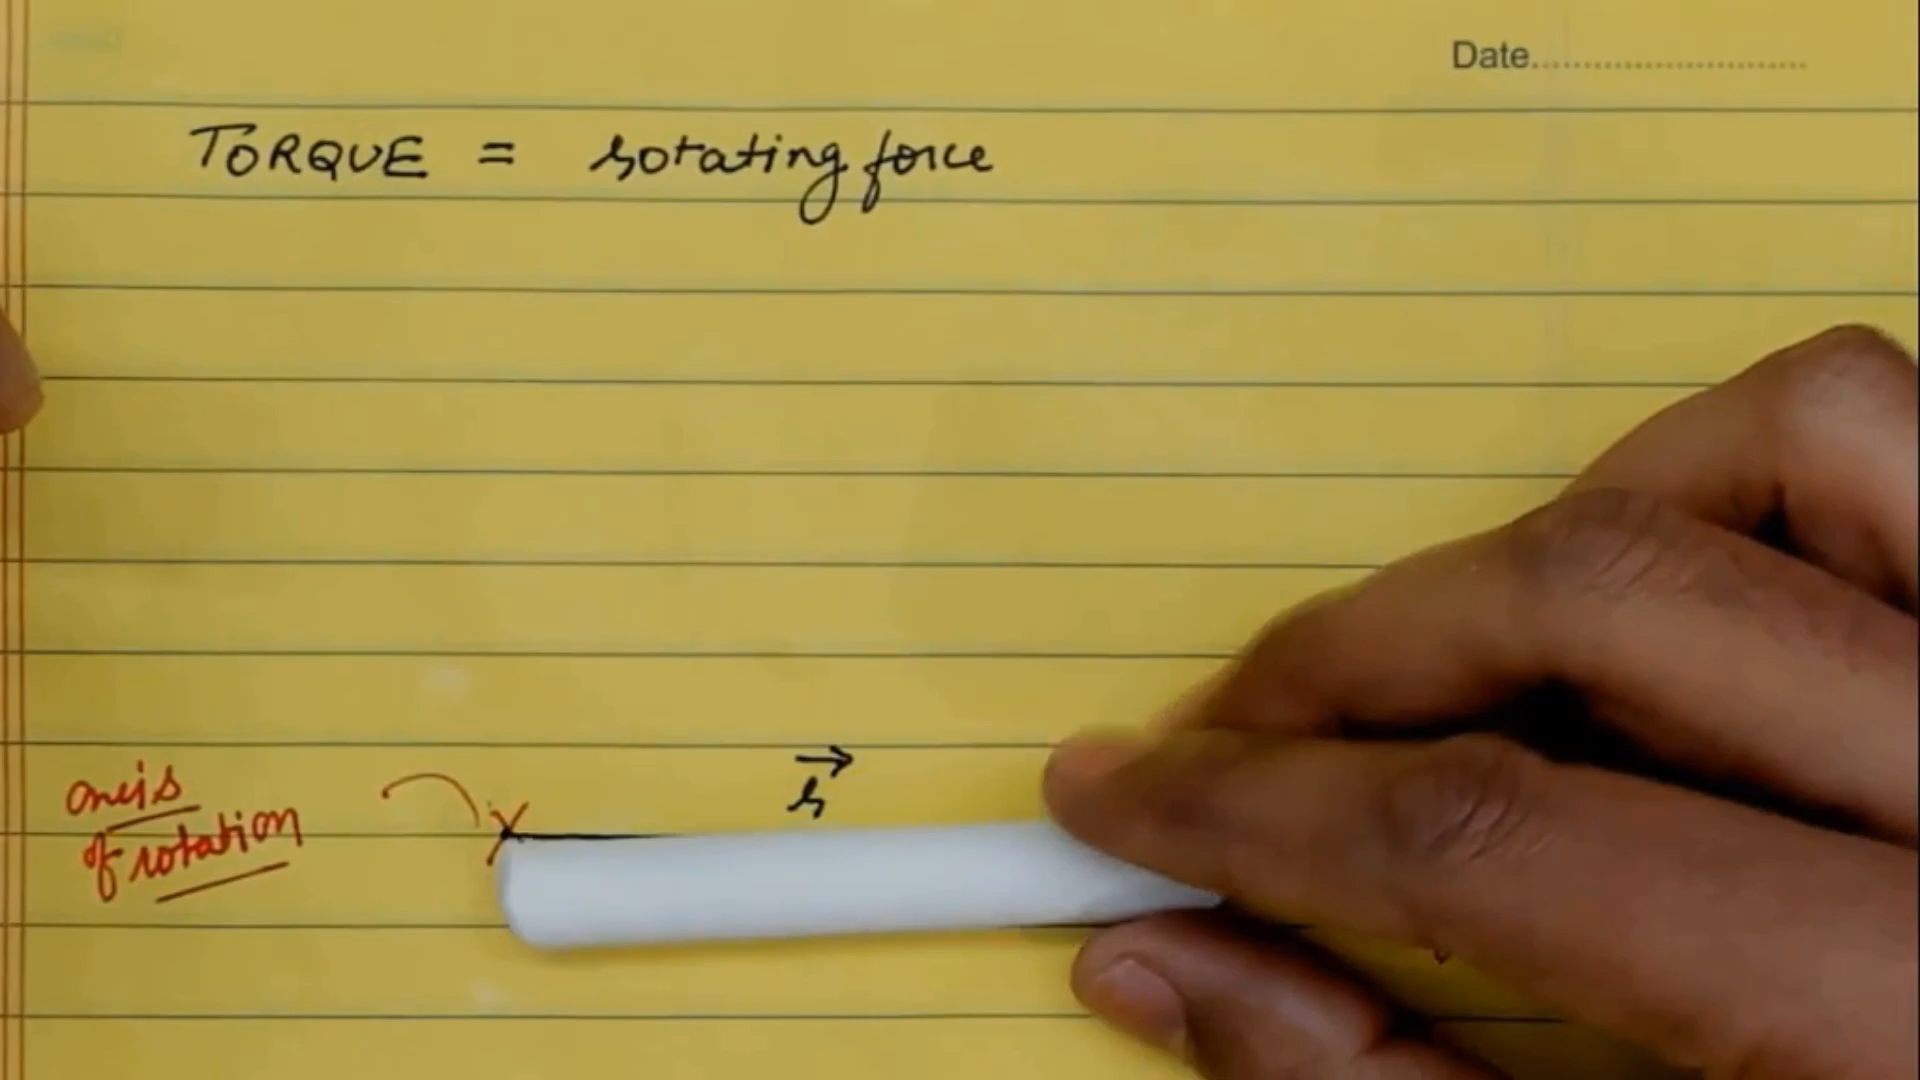 Date..........................
TORQUE = rotating force
r
axis
of rotation